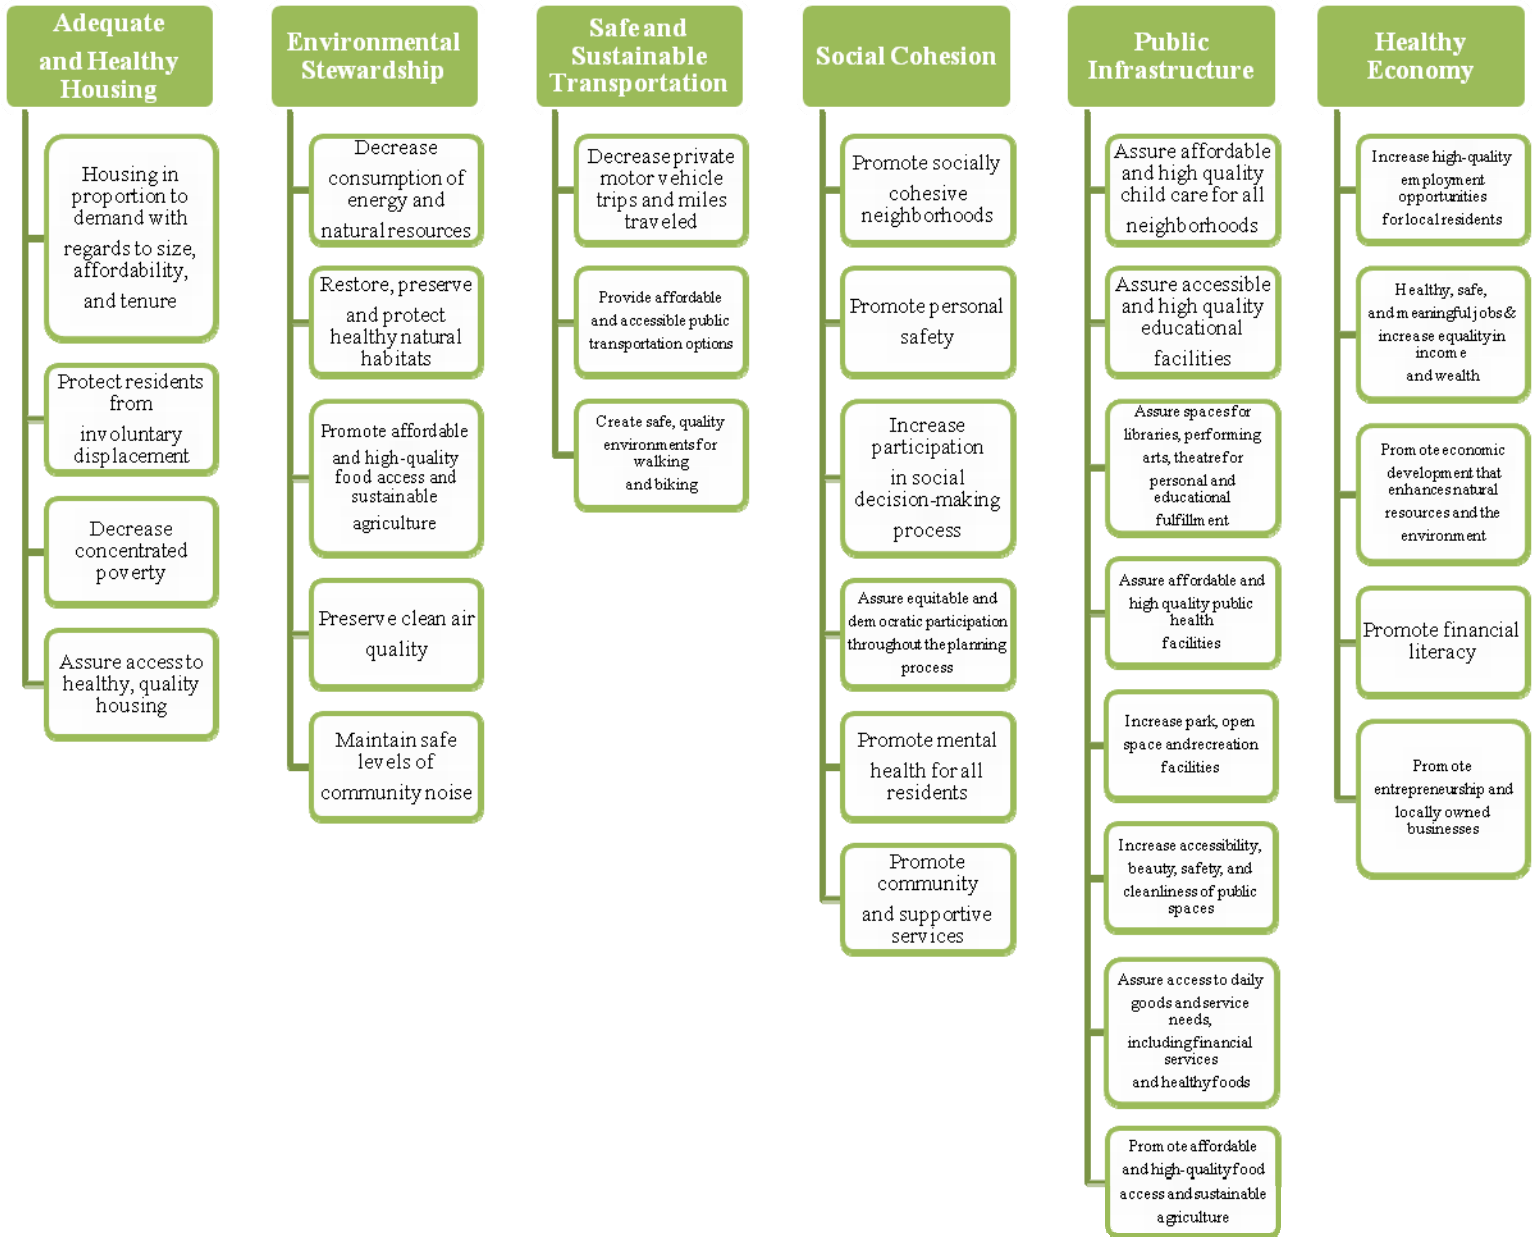 Adequate
and Healthy
Housing
Housing in
proportion to
demand with
regards to size,
affordability,
and tenure
Protect residents
from
involuntary
displacement
Decrease
concentrated
poverty
Assure access to
healthy, quality
housing
Environmental
Stewardship
Decrease
consumption of
energy and
natural resources
Restore, preserve
and protect
healthy natural
habitats
Promote affordable
and high-quality
food access and
sustainable
agriculture
Preserve clean air
quality
Maintain safe
levels of
community noise
Safe and
Sustainable
Transportation
Decrease private
motor vehicle
trips and miles
traveled
Provide affordable
and accessible public
transportation options
Create safe, quality
environments for
walking
and biking
Social Cohesion
Promote socially
cohesive
neighborhoods
Promote personal
safety
Increase
participation
in social
decision-making
process
Assure equitable and
democratic participation
throughout the planning
process
Promote mental
health for all
residents
Promote
community
and supportive
services
Public
Infrastructure
Assure affordable
and high quality
child care for all
neighborhoods
Assure accessible
and high quality
educational
facilities
Assure spaces for
libraries, performing
arts, theatre for
personal and
educational
fulfillment
Assure affordable and
high quality public
health
facilities
Increase park, open
space and recreation
facilities
Increase accessibility,
beauty, safety, and
cleanliness of public
spaces
Assure access to daily
goods and service
needs,
including financial
services
and healthy foods
Promote affordable
and high-quality food
access and sustainable
agriculture
Healthy
Economy
Increase high-quality
employment
opportunities
for local residents
Healthy, safe,
and meaningful jobs &
increase equality in
income
and wealth
Promote economic
development that
enhances natural
resources and the
environment
Promote financial
literacy
Promote
entrepreneurship and
locally owned
businesses